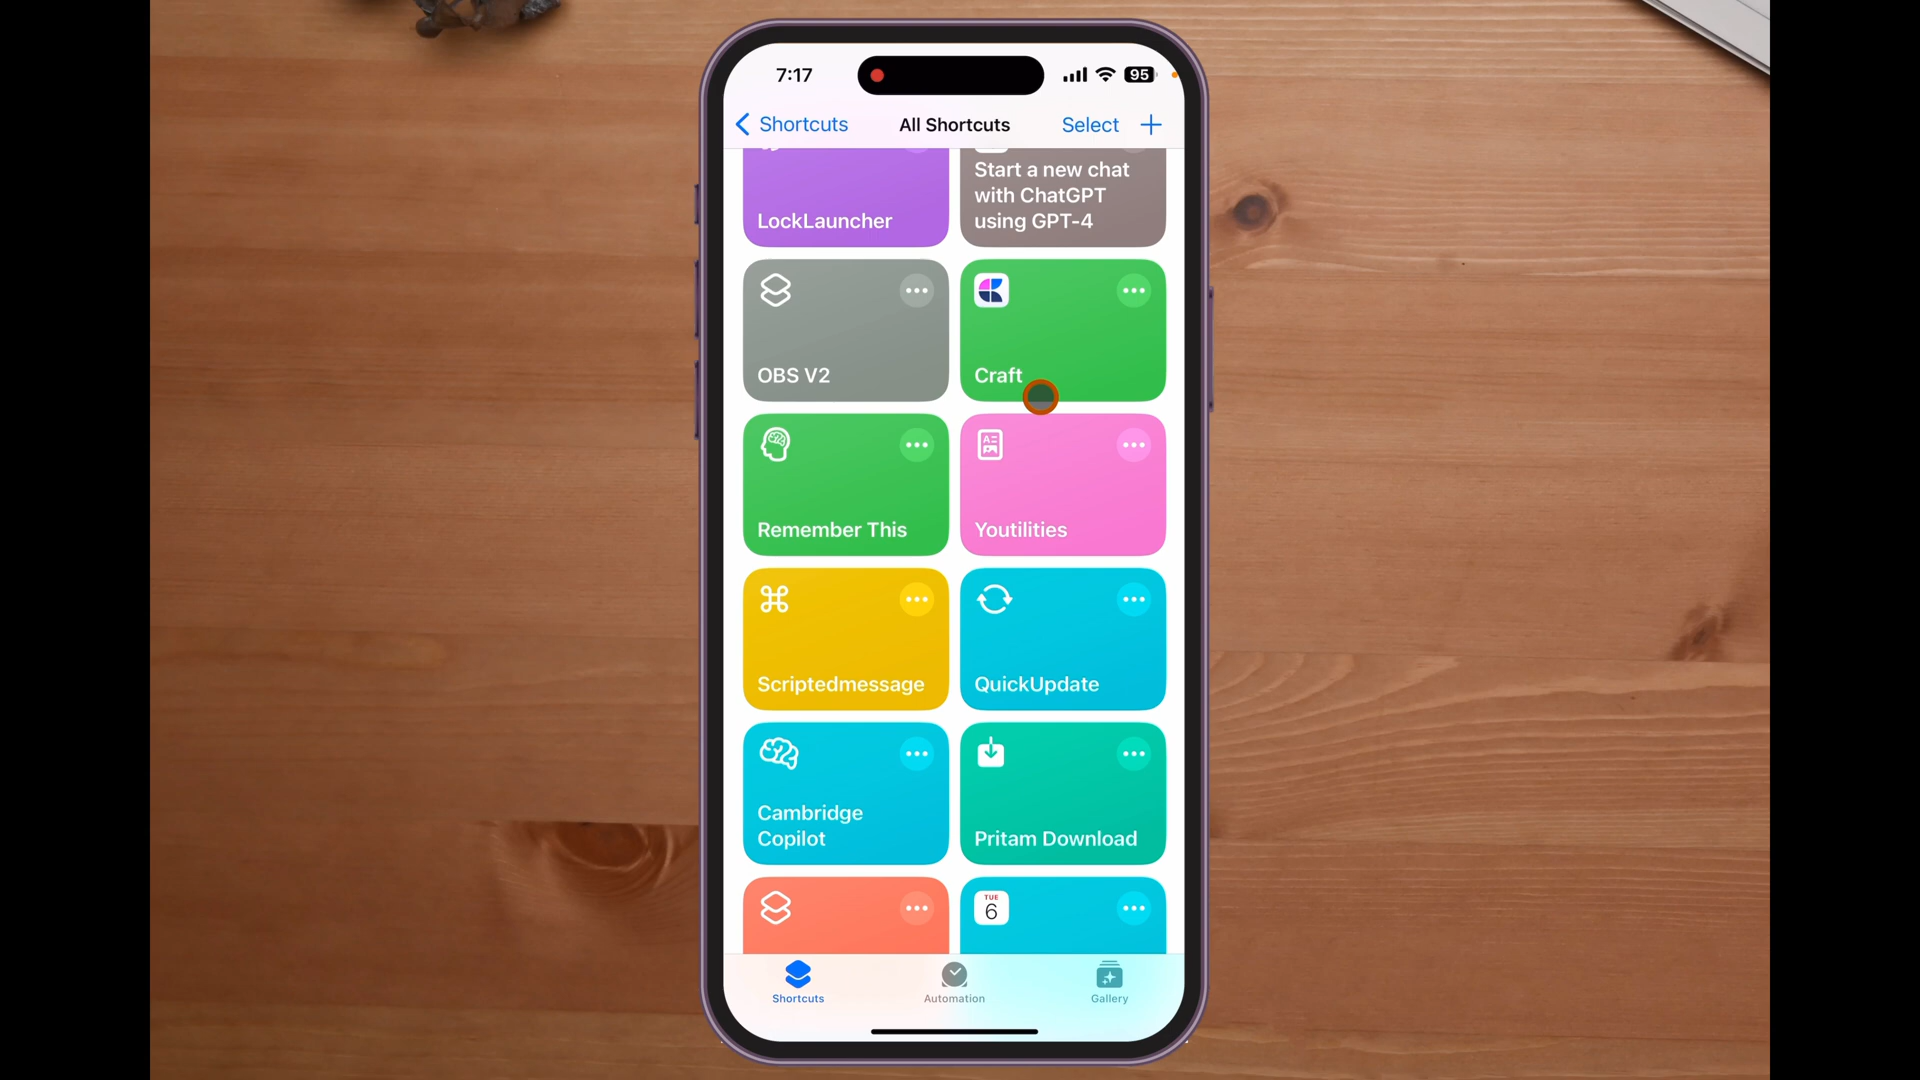 7:17
95
Shortcuts
All Shortcuts
Select
LockLauncher
Start a new chat
with ChatGPT
using GPT-4
OBS V2
Craft
Remember This
Youtilities
Scriptedmessage
QuickUpdate
Cambridge
Copilot
Pritam Download
TUE
6
Shortcuts
Automation
Gallery